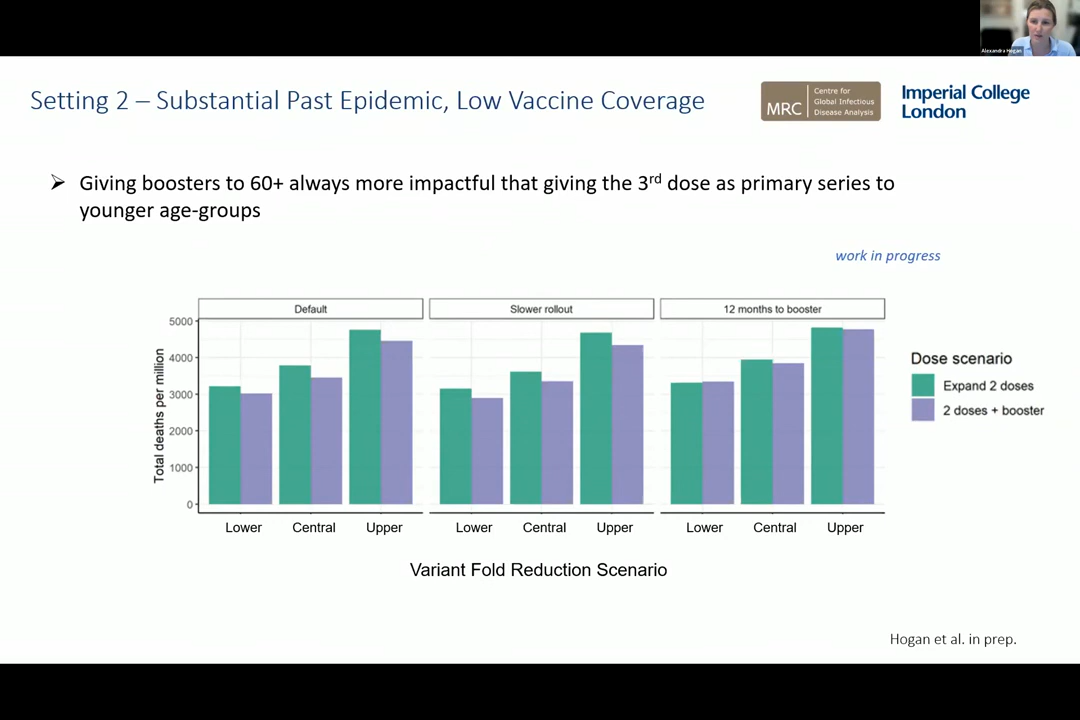 Alexandra Hogan
Setting 2 – Substantial Past Epidemic, Low Vaccine Coverage
MRC
Centre for
Global Infectious
Disease Analysis
Imperial College
London
➢ Giving boosters to 60+ always more impactful that giving the 3rd dose as primary series to
younger age-groups
work in progress
Default
Slower rollout
12 months to booster
Total deaths per million
5000
4000
3000
2000
1000
0
Lower Central Upper
Lower Central Upper
Lower Central Upper
Variant Fold Reduction Scenario
Dose scenario
Expand 2 doses
2 doses + booster
Hogan et al. in prep.